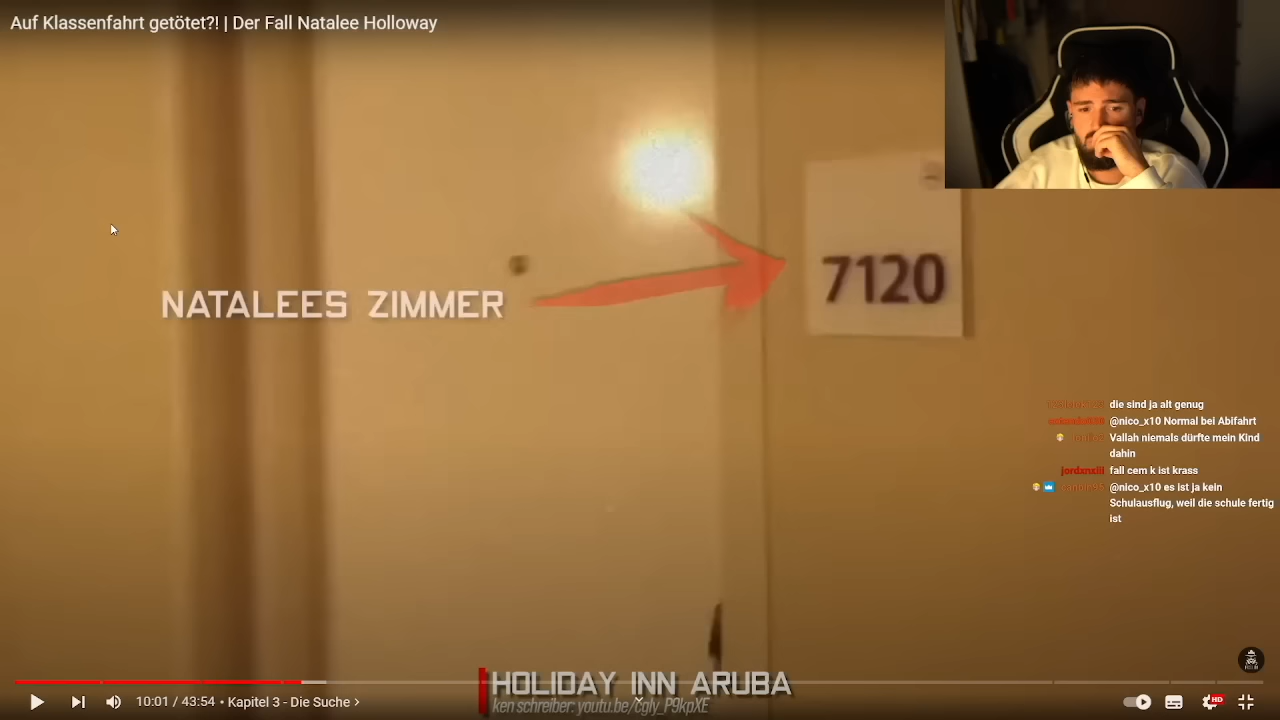 Auf Klassenfahrt getötet?! | Der Fall Natalee Holloway
NATALEES ZIMMER
7120
die sind ja alt genug
@nico_x10 Normal bei Abifahrt
Vallah niemals dürfte mein Kind
dahin
jordxnxiii fall cem k ist krass
@nico_x10 es ist ja kein
Schulausflug, weil die schule fertig
ist
HOLIDAY INN ARUBA
ken schreiber: youtu.be/cgly_P9kpXE
10:01 / 43:54 • Kapitel 3 - Die Suche >
HD